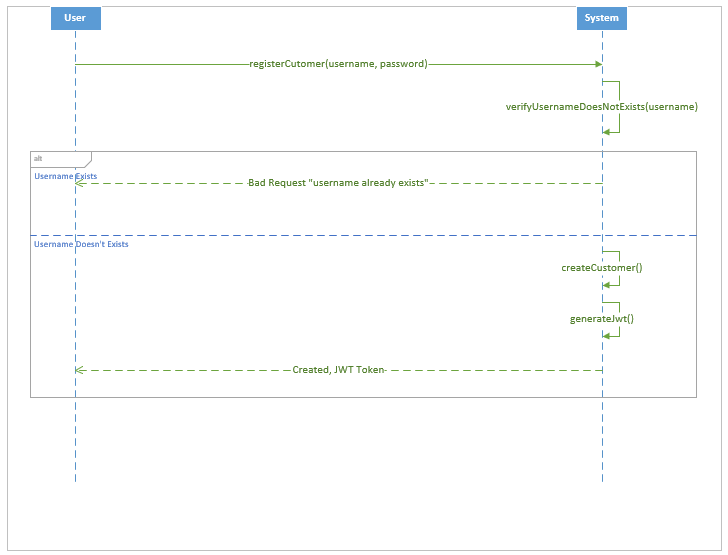 User
System
registerCutomer(username, password)
verifyUsernameDoesNotExists(username)
alt
Username Exists
Bad Request "username already exists"
Username Doesn't Exists
createCustomer()
generateJwt()
Created, JWT Token